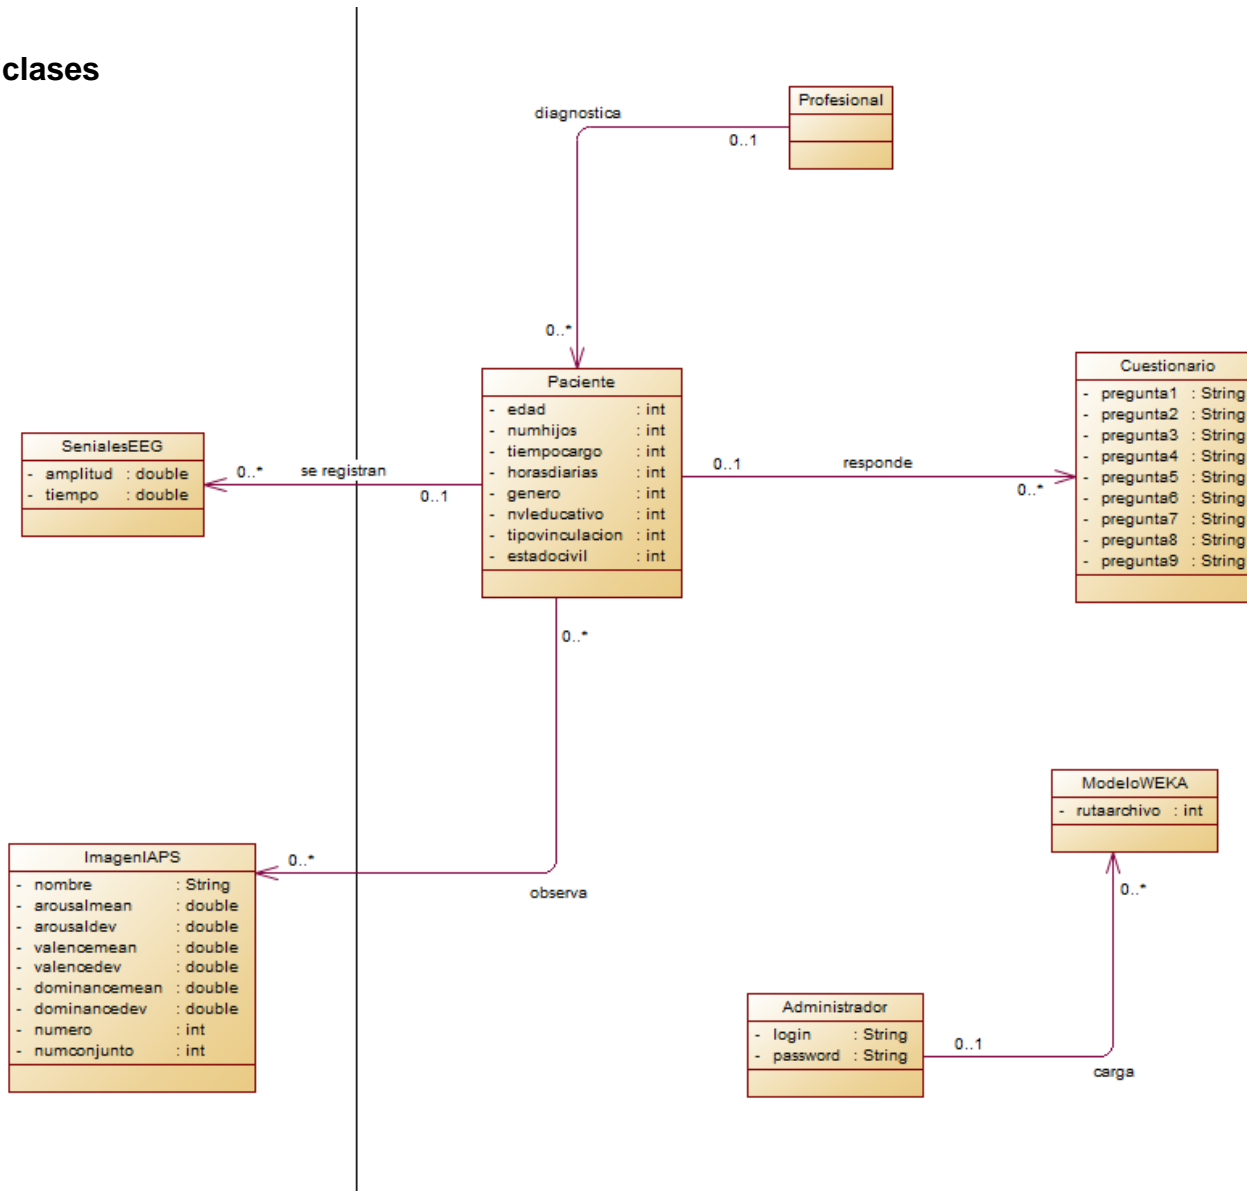 clases
Profesional
diagnostica
0..1
0..*
Paciente
- edad : int
- numhijos : int
- tiempocargo : int
- horasdiarias : int
- genero : int
- nvleducativo : int
- tipovinculacion : int
- estadocivil : int
SenialesEEG
- amplitud : double
- tiempo : double
0..*
se registran
0..1
0..1
responde
0..*
Cuestionario
- pregunta1 : String
- pregunta2 : String
- pregunta3 : String
- pregunta4 : String
- pregunta5 : String
- pregunta6 : String
- pregunta7 : String
- pregunta8 : String
- pregunta9 : String
0..*
0..*
observa
ImagenIAPS
- nombre : String
- arousalmean : double
- arousaldev : double
- valencemean : double
- valencedev : double
- dominancemean : double
- dominancedev : double
- numero : int
- numconjunto : int
ModeloWEKA
- rutaarchivo : int
0..*
Administrador
- login : String
- password : String
0..1
carga